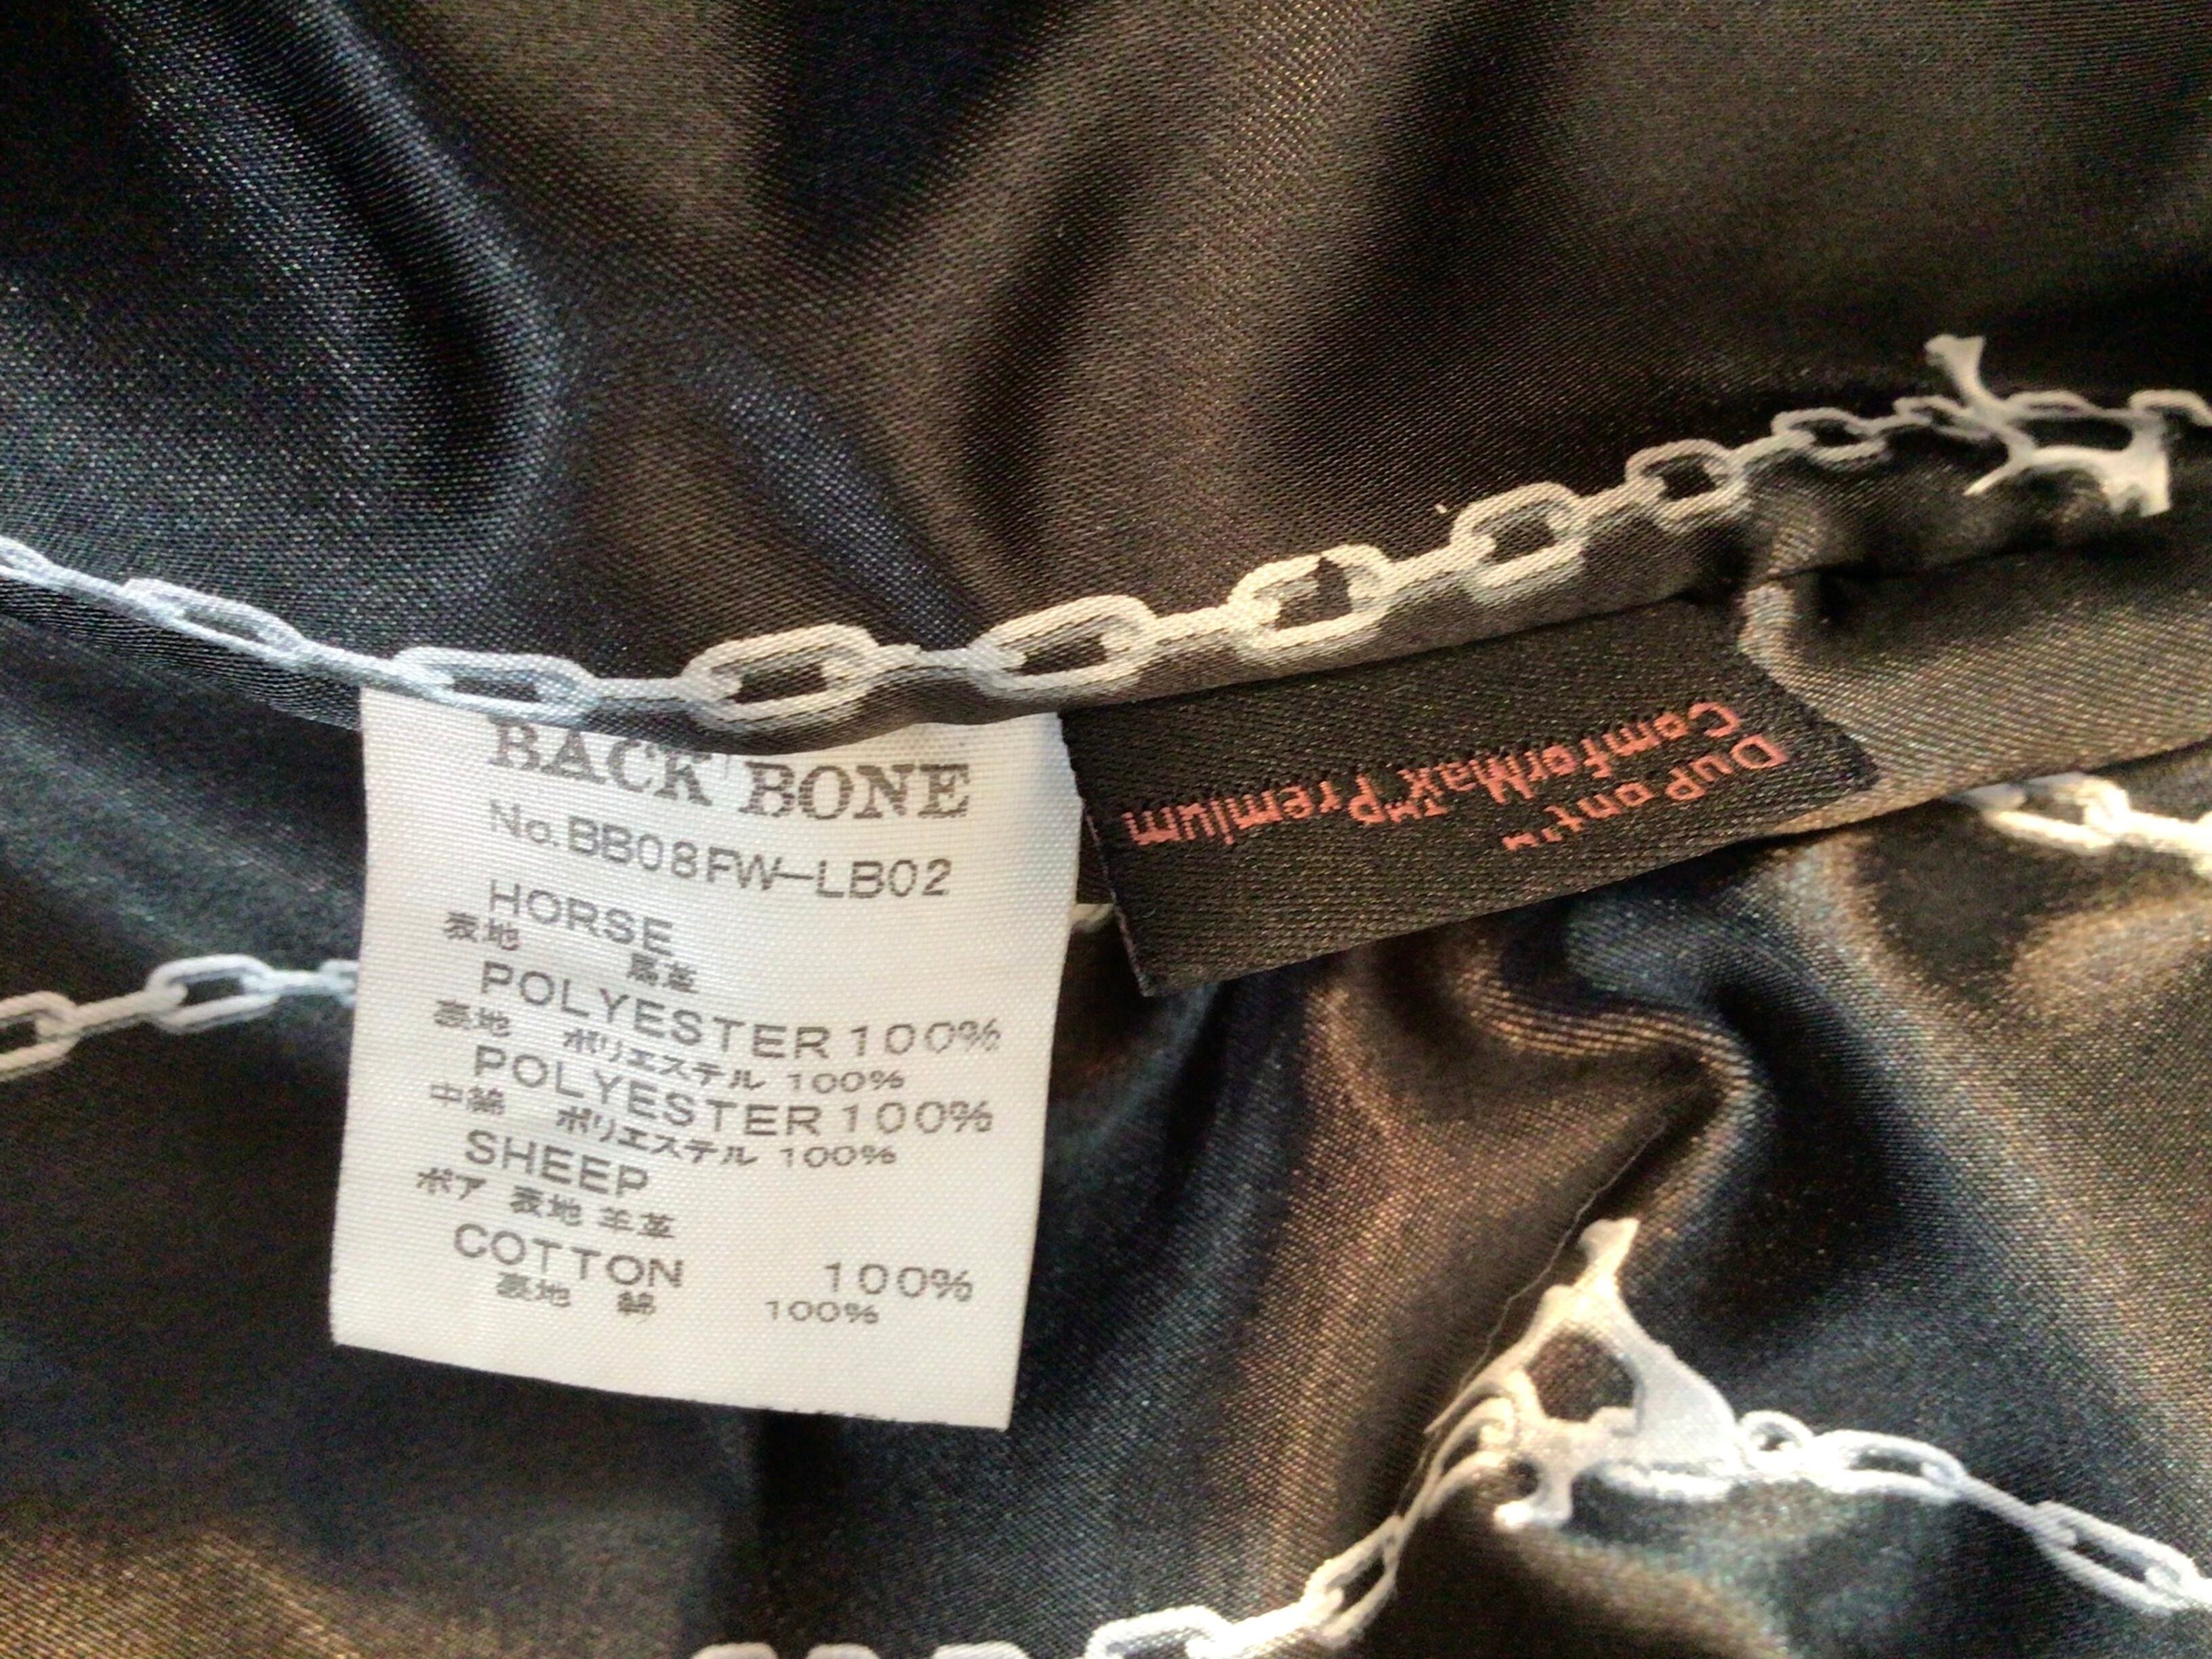 BACK BONE
No.BB08FW-LB02
HORSE
表地 馬革
POLYESTER 100%
裏地 ポリエステル 100%
POLYESTER 100%
中綿 ポリエステル 100%
SHEEP
ボア 表地 羊革
COTTON 100%
裏地 綿 100%
DuPont™
ComforMax™Premium